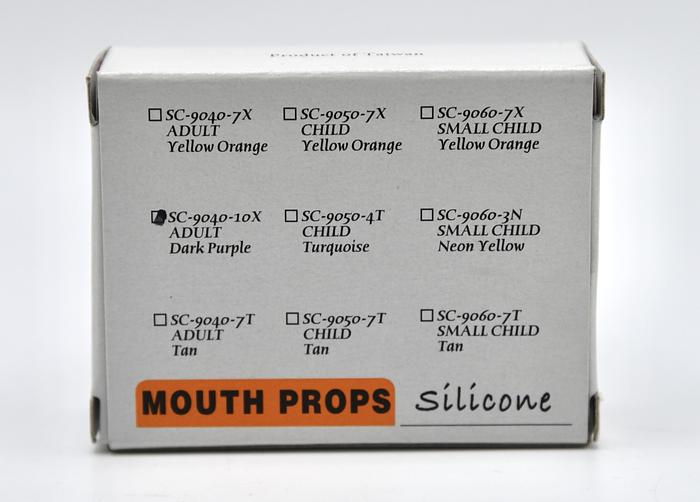 Product of Taiwan
SC-9040-7X
ADULT
Yellow Orange
SC-9050-7X
CHILD
Yellow Orange
SC-9060-7X
SMALL CHILD
Yellow Orange
SC-9040-10X
ADULT
Dark Purple
SC-9050-4T
CHILD
Turquoise
SC-9060-3N
SMALL CHILD
Neon Yellow
SC-9040-7T
ADULT
Tan
SC-9050-7T
CHILD
Tan
SC-9060-7T
SMALL CHILD
Tan
MOUTH PROPS Silicone